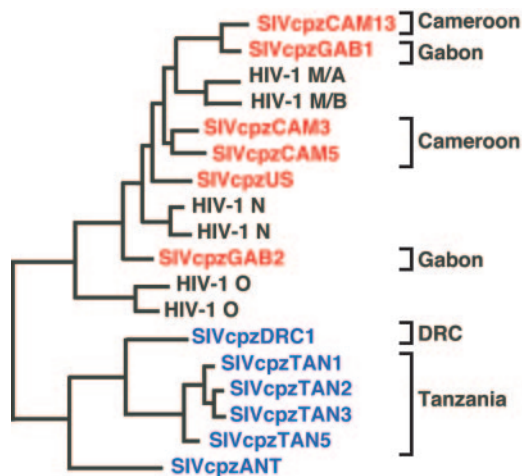 SIVcpzCAM13 Cameroon
SIVcpzGAB1 Gabon
HIV-1 M/A
HIV-1 M/B
SIVcpzCAM3
Cameroon
SIVcpzCAM5
SIVcpzUS
HIV-1 N
HIV-1 N
SIVcpzGAB2 Gabon
HIV-1 O
HIV-1 O
SIVcpzDRC1 DRC
SIVcpzTAN1
SIVcpzTAN2
Tanzania
SIVcpzTAN3
SIVcpzTAN5
SIVcpzANT